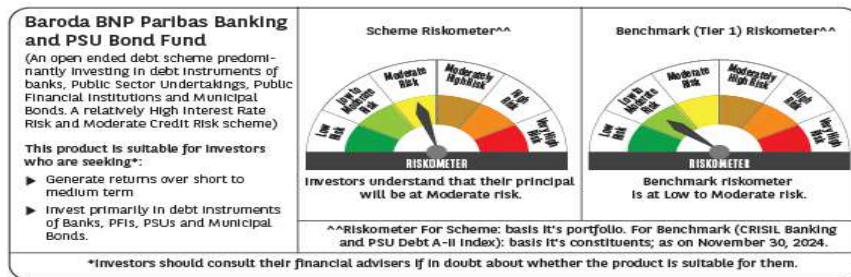 Baroda BNP Paribas Banking
and PSU Bond Fund
(An open ended debt scheme predomi-
nantly investing in debt instruments of
banks, Public Sector Undertakings, Public
Financial Institutions and Municipal
Bonds. A relatively High Interest Rate
Risk and Moderate Credit Risk scheme)
This product is suitable for investors
who are seeking*:
► Generate returns over short to
medium term
► Invest primarily in debt instruments
of Banks, PFIs, PSUs and Municipal
Bonds.
Scheme Riskometer^^
Low
Risk
Low to
Moderate
Risk
Moderate
Risk
Moderately
High Risk
High
Risk
Very High
Risk
RISKOMETER
Investors understand that their principal
will be at Moderate risk.
Benchmark (Tier 1) Riskometer^^
Low
Risk
Low to
Moderate
Risk
Moderate
Risk
Moderately
High Risk
High
Risk
Very High
Risk
RISKOMETER
Benchmark riskometer
is at Low to Moderate risk.
^^Riskometer For Scheme: basis it's portfolio. For Benchmark (CRISIL Banking
and PSU Debt A-II Index): basis it's constituents; as on November 30, 2024.
*Investors should consult their financial advisers if in doubt about whether the product is suitable for them.